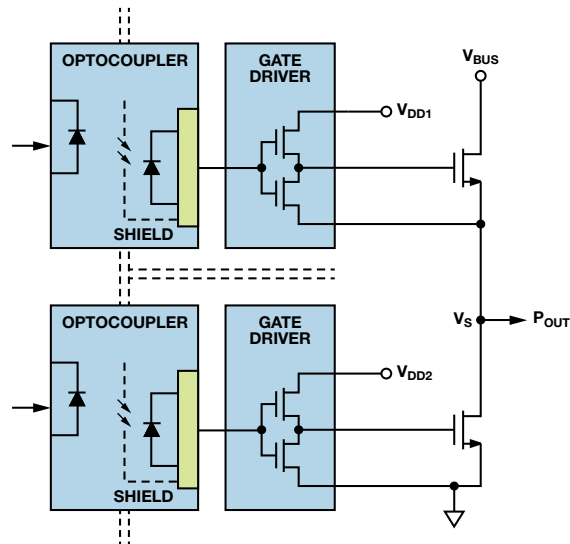 OPTOCOUPLER
GATE
DRIVER
VBUS
VDD1
SHIELD
OPTOCOUPLER
GATE
DRIVER
VS
POUT
VDD2
SHIELD